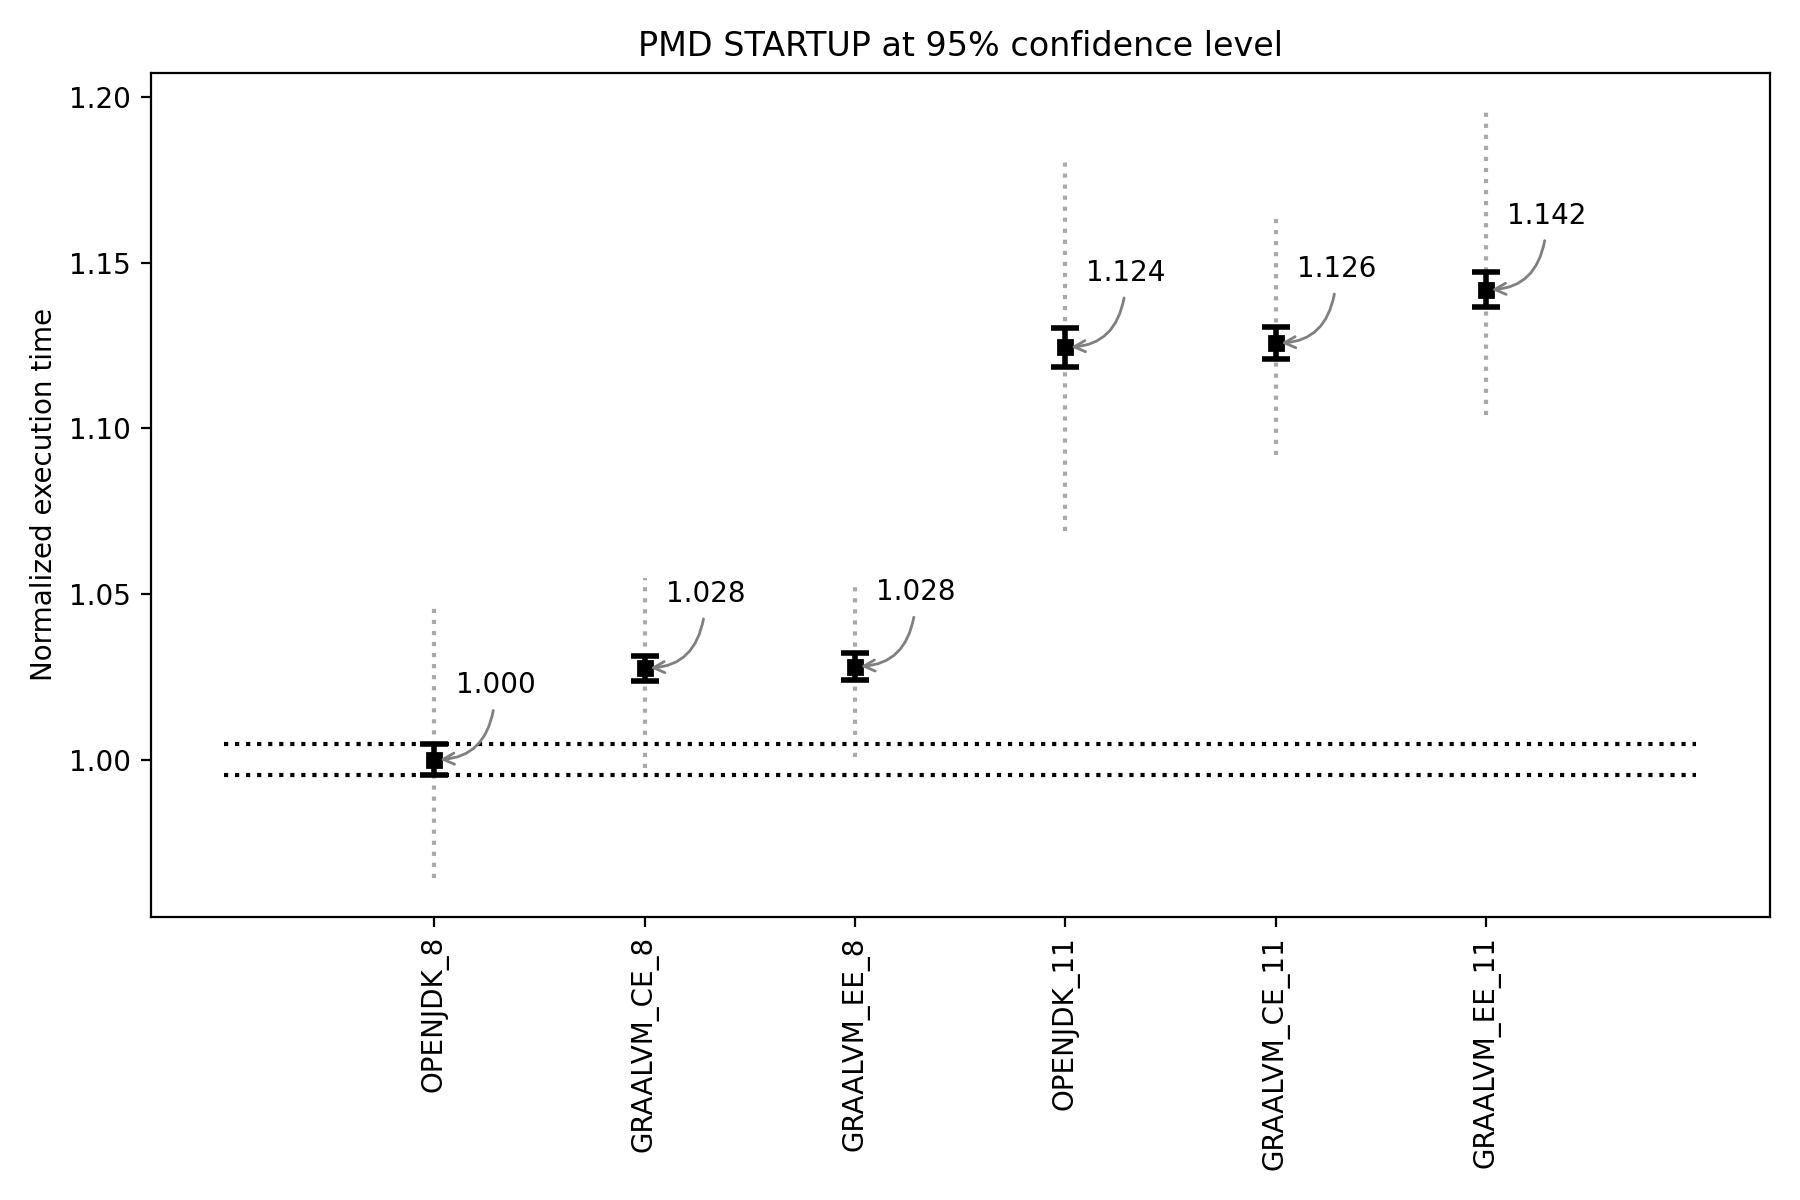 PMD STARTUP at 95% confidence level
Normalized execution time
1.20
1.15
1.10
1.05
1.00
1.000
1.028
1.028
1.124
1.126
1.142
OPENJDK_8
GRAALVM_CE_8
GRAALVM_EE_8
OPENJDK_11
GRAALVM_CE_11
GRAALVM_EE_11